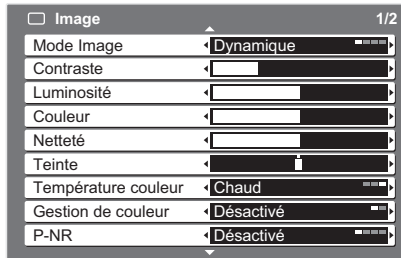 Image 1/2
Mode Image Dynamique
Contraste
Luminosité
Couleur
Netteté
Teinte
Température couleur Chaud
Gestion de couleur Désactivé
P-NR Désactivé